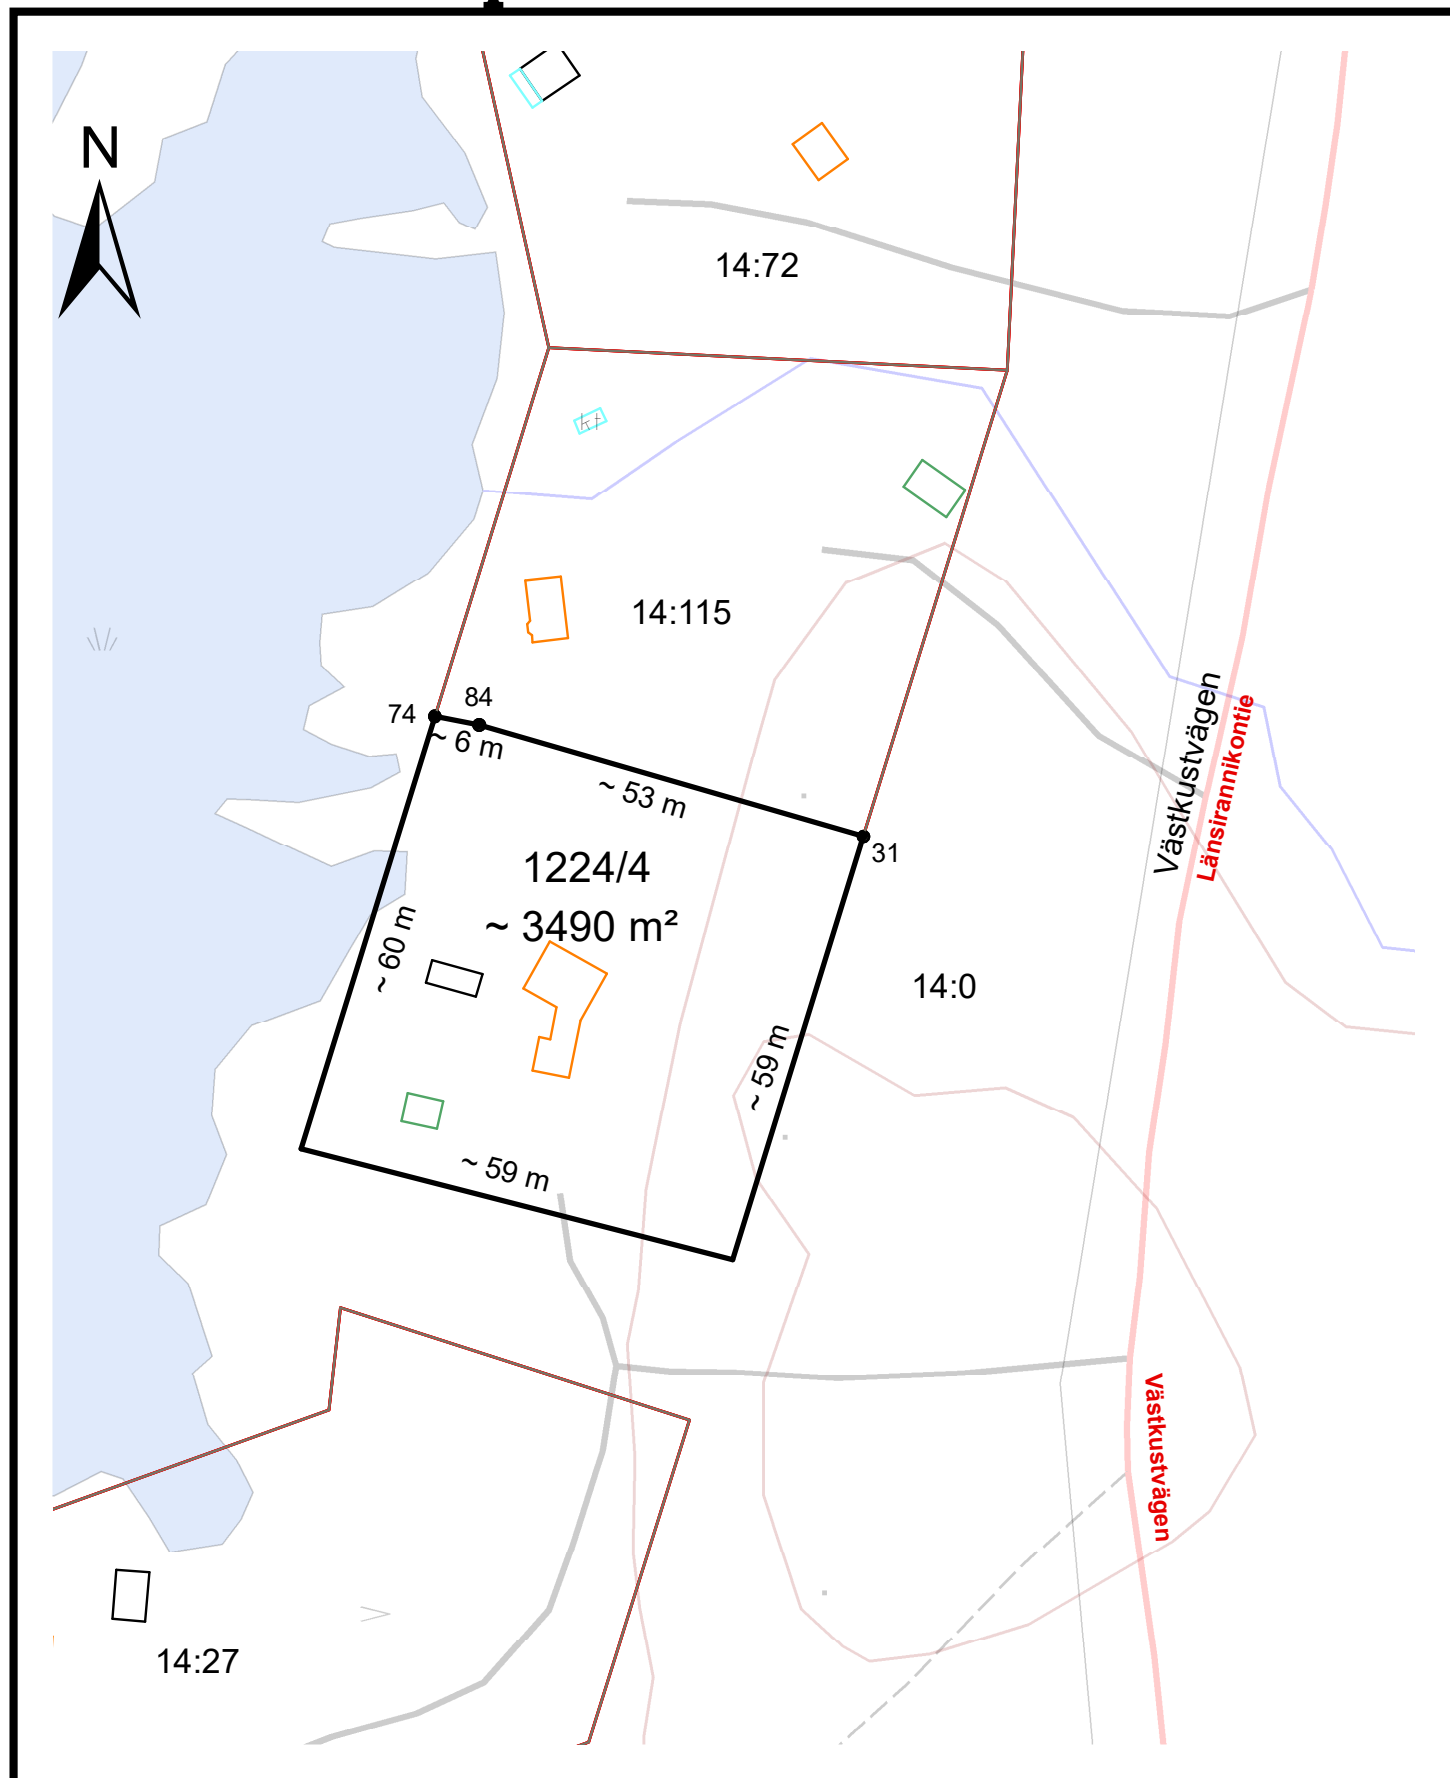 N
14:72
kt
14:115
84
74
~ 6 m
~ 53 m
31
Västkustvägen
Länsirannikontie
1224/4
~ 3490 m²
~ 60 m
14:0
~ 59 m
~ 59 m
Västkustvägen
14:27